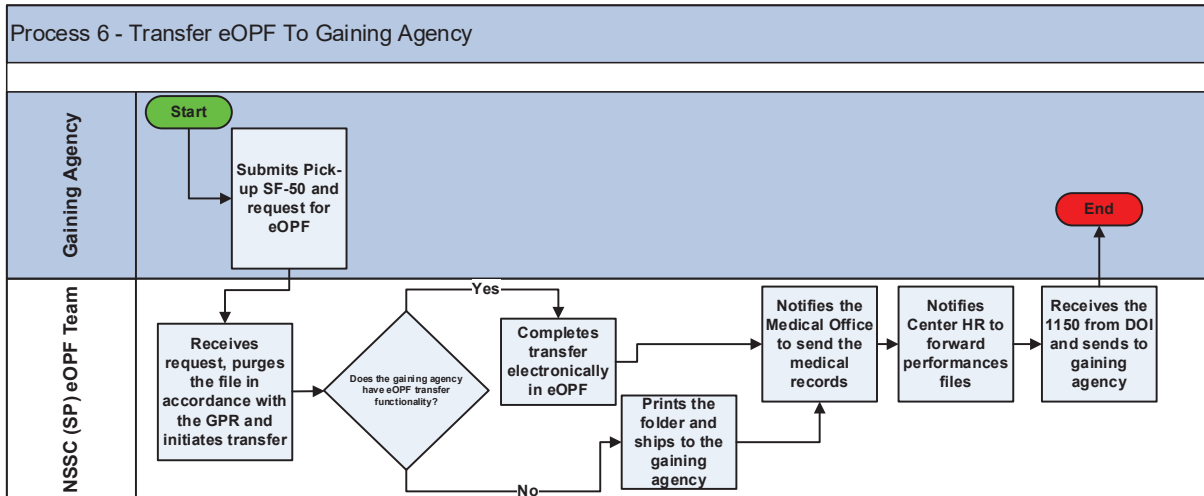 Process 6 - Transfer eOPF To Gaining Agency
Gaining Agency
Start
Submits Pick-
up SF-50 and
request for
eOPF
End
NSSC (SP) eOPF Team
Receives
request, purges
the file in
accordance with
the GPR and
initiates transfer
Does the gaining agency
have eOPF transfer
functionality?
Yes
Completes
transfer
electronically
in eOPF
No
Prints the
folder and
ships to the
gaining
agency
Notifies the
Medical Office
to send the
medical
records
Notifies
Center HR to
forward
performances
files
Receives the
1150 from DOI
and sends to
gaining
agency